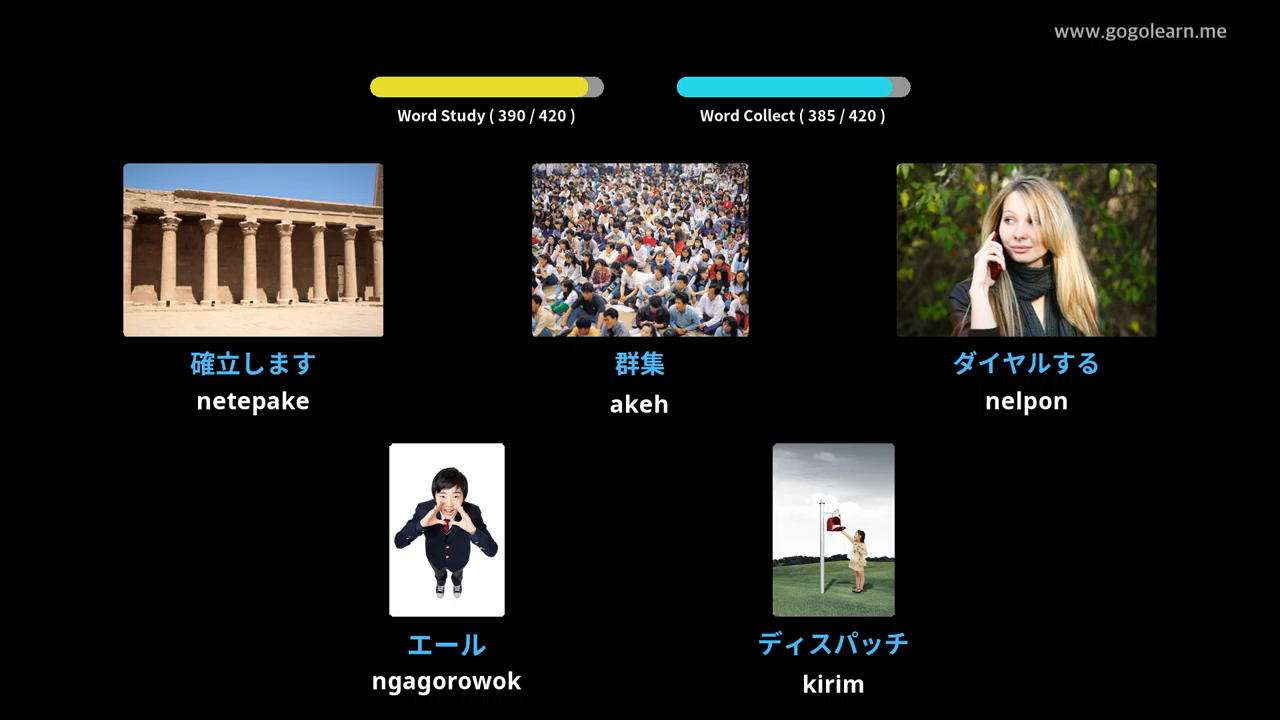 www.gogolearn.me
Word Study ( 390 / 420 )
Word Collect ( 385 / 420 )
確立します
netepake
群集
akeh
ダイヤルする
nelpon
エール
ngagorowok
ディスパッチ
kirim